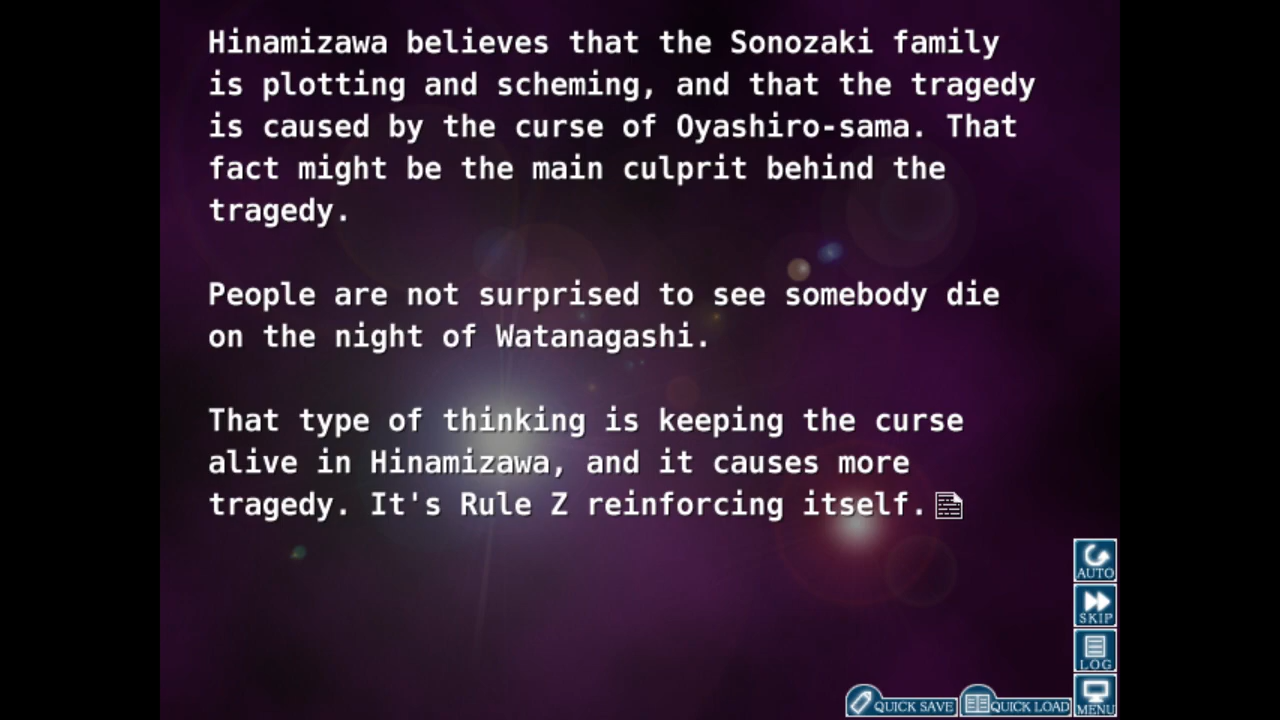 Hinamizawa believes that the Sonozaki family
is plotting and scheming, and that the tragedy
is caused by the curse of Oyashiro-sama. That
fact might be the main culprit behind the
tragedy.
People are not surprised to see somebody die
on the night of Watanagashi.
That type of thinking is keeping the curse
alive in Hinamizawa, and it causes more
tragedy. It's Rule Z reinforcing itself.
AUTO
SKIP
LOG
MENU
QUICK SAVE
QUICK LOAD